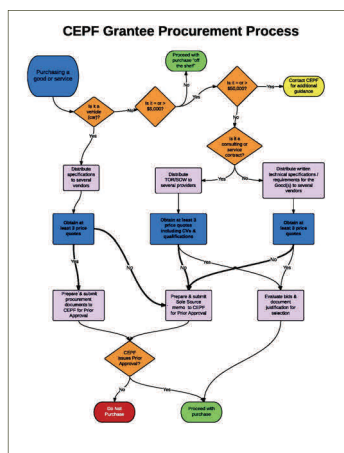 CEPF Grantee Procurement Process
Proceed with
purchase "off
the shelf"
Purchasing a
good or service
Is it = or >
$50,000?
Contact CEPF
for additional
guidance
No
Is it = or >
$5,000?
Yes
Yes
Is it a
vehicle
(car)?
No
No
Is it a
consulting or
service
contract?
Yes
Yes
No
Distribute
specifications
to several
vendors
Distribute
TOR/SOW to
several providers
Distribute written
technical specifications /
requirements for the
Good(s) to several vendors
Obtain at
least 3 price
quotes
Obtain at least 3
price quotes
including CVs &
qualifications
Obtain at
least 3 price
quotes
Yes
No
No
Yes
No
Yes
Prepare & submit
procurement
documents to
CEPF for Prior
Approval
Prepare & submit
Sole Source
memo to CEPF
for Prior Approval
Evaluate bids &
document
justification for
selection
CEPF
issues Prior
Approval?
No
Yes
Do Not
Purchase
Proceed with
purchase